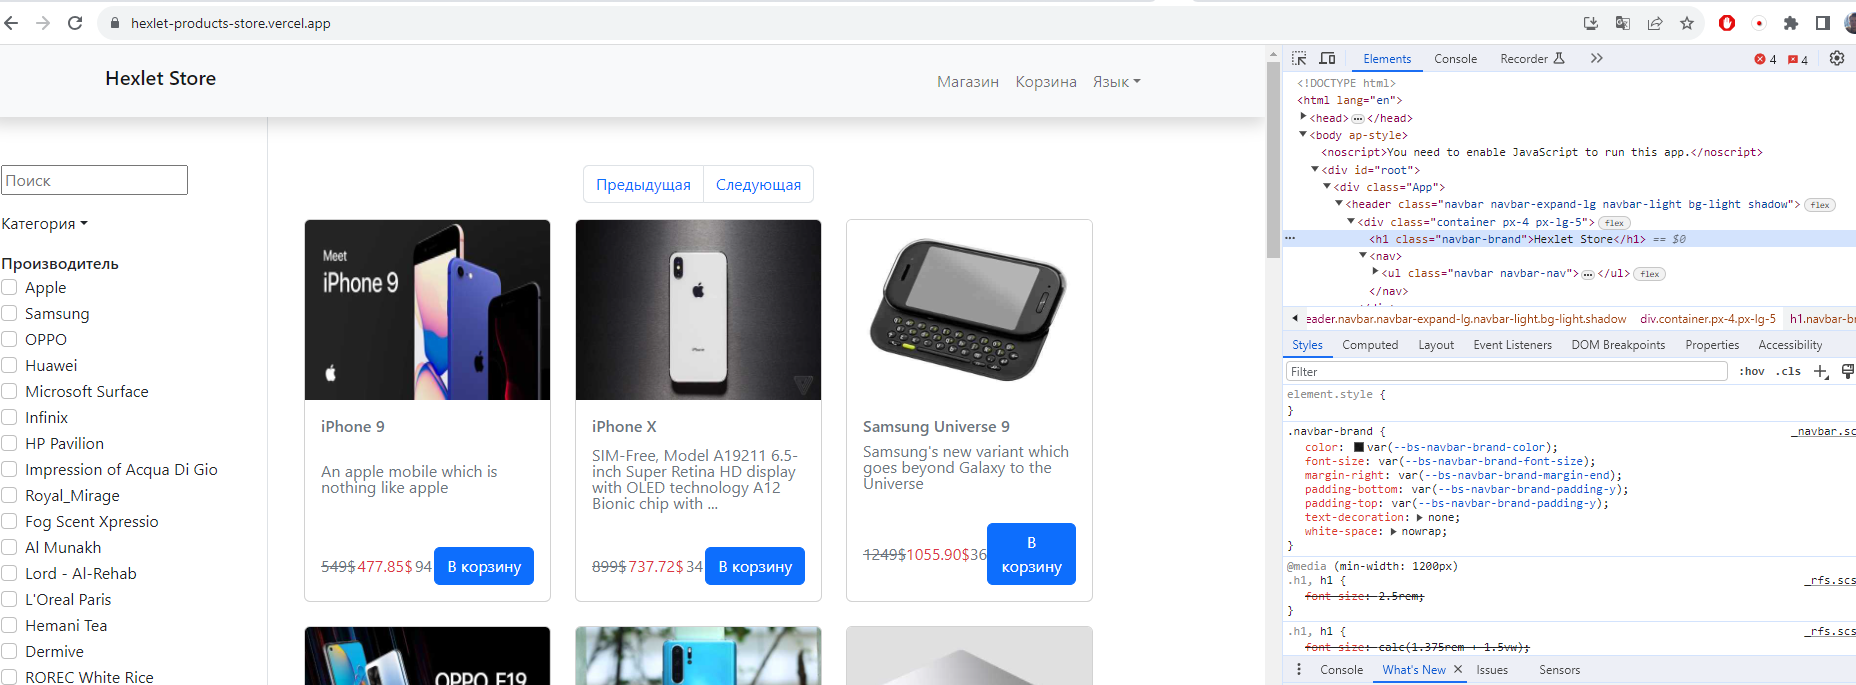 hexlet-products-store.vercel.app
Hexlet Store
Магазин Корзина Язык
Поиск
Категория
Производитель
Apple
Samsung
OPPO
Huawei
Microsoft Surface
Infinix
HP Pavilion
Impression of Acqua Di Gio
Royal_Mirage
Fog Scent Xpressio
Al Munakh
Lord - Al-Rehab
L'Oreal Paris
Hemani Tea
Dermive
ROREC White Rice
Предыдущая Следующая
Meet
iPhone 9
iPhone 9
An apple mobile which is
nothing like apple
549$ 477.85$ 94 В корзину
iPhone
iPhone X
SIM-Free, Model A19211 6.5-
inch Super Retina HD display
with OLED technology A12
Bionic chip with ...
899$ 737.72$ 34 В корзину
Samsung Universe 9
Samsung's new variant which
goes beyond Galaxy to the
Universe
1249$1055.90$36 В
корзину
OPPO F19
Elements Console Recorder 4 4
<!DOCTYPE html>
<html lang="en">
<head> … </head>
<body ap-style>
<noscript>You need to enable JavaScript to run this app.</noscript>
<div id="root">
<div class="App">
<header class="navbar navbar-expand-lg navbar-light bg-light shadow"> flex
<div class="container px-4 px-lg-5"> flex
<h1 class="navbar-brand">Hexlet Store</h1> == $0
<nav>
<ul class="navbar navbar-nav"> … </ul> flex
</nav>
eader.navbar.navbar-expand-lg.navbar-light.bg-light.shadow div.container.px-4.px-lg-5 h1.navbar-br
Styles Computed Layout Event Listeners DOM Breakpoints Properties Accessibility
Filter :hov .cls
element.style {
}
.navbar-brand { _navbar.sc
color: var(--bs-navbar-brand-color);
font-size: var(--bs-navbar-brand-font-size);
margin-right: var(--bs-navbar-brand-margin-end);
padding-bottom: var(--bs-navbar-brand-padding-y);
padding-top: var(--bs-navbar-brand-padding-y);
text-decoration: none;
white-space: nowrap;
}
@media (min-width: 1200px)
.h1, h1 { _rfs.scs
font-size: 2.5rem;
}
.h1, h1 { _rfs.scs
font-size: calc(1.375rem + 1.5vw);
Console What's New Issues Sensors